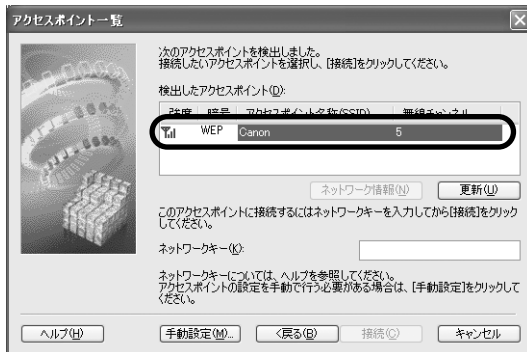 アクセスポイント一覧
次のアクセスポイントを検出しました。
接続したいアクセスポイントを選択し、[接続]をクリックしてください。
検出したアクセスポイント(D):
強度 暗号 アクセスポイント名称(SSID) 無線チャンネル
WEP Canon 5
ネットワーク情報(N) 更新(U)
このアクセスポイントに接続するにはネットワークキーを入力してから[接続]をクリック
してください。
ネットワークキー(K):
ネットワークキーについては、ヘルプを参照してください。
アクセスポイントの設定を手動で行う必要がある場合は、[手動設定]をクリックして
ください。
ヘルプ(H) 手動設定(M)... <戻る(B) 接続(C) キャンセル